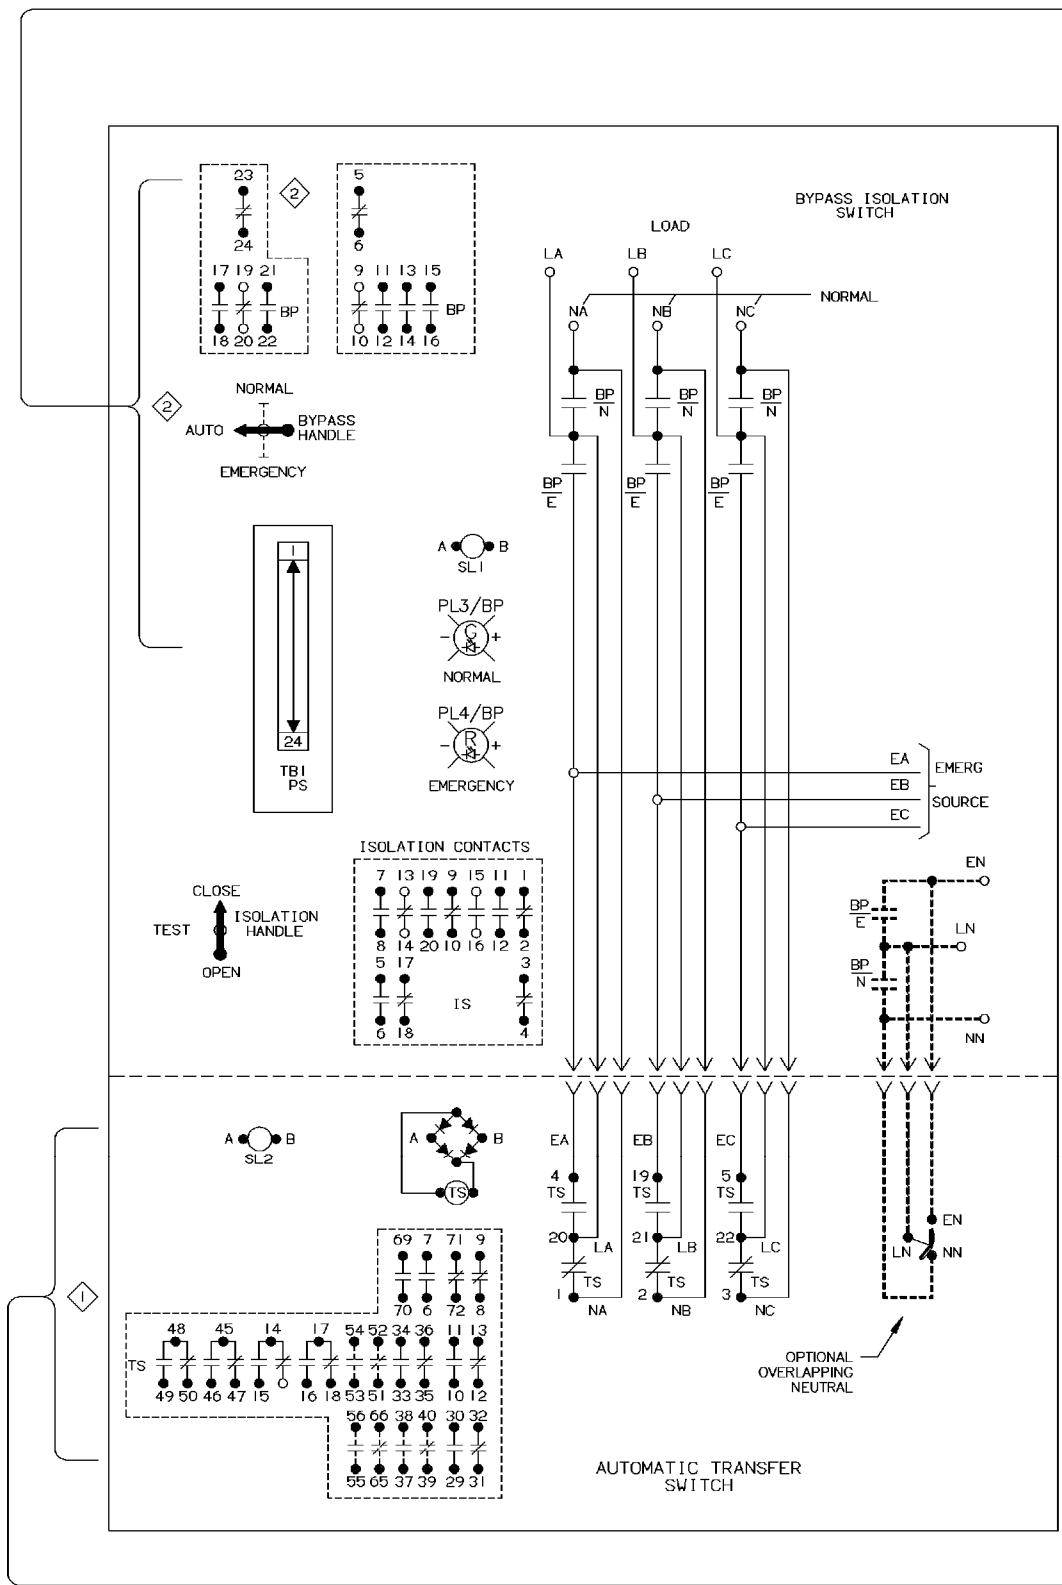 23
2
5
24
6
17 19 21
BP
18 20 22
9 11 13 15
BP
10 12 14 16
BYPASS ISOLATION
SWITCH
LOAD
LA LB LC
NORMAL
NA NB NC
BP
N
BP
N
BP
N
BP
E
BP
E
BP
E
2
NORMAL
AUTO
BYPASS
HANDLE
EMERGENCY
1
24
TB1
PS
A B
SL1
PL3/BP
G
- +
NORMAL
PL4/BP
R
- +
EMERGENCY
EA
EB
EC
EMERG
SOURCE
ISOLATION CONTACTS
7 13 19 9 15 11 1
8 14 20 10 16 12 2
5 17 3
IS
6 18 4
CLOSE
TEST
ISOLATION
HANDLE
OPEN
EN
BP
E
LN
BP
N
NN
A B
SL2
A B
TS
EA EB EC
4 19 5
TS TS TS
20 21 22
LA LB LC
TS TS TS
1 2 3
NA NB NC
EN
LN
NN
OPTIONAL
OVERLAPPING
NEUTRAL
1
69 7 71 9
70 6 72 8
48 45 14 17 54 52 34 36 11 13
TS
49 50 46 47 15 16 18 53 51 33 35 10 12
56 66 38 40 30 32
55 65 37 39 29 31
AUTOMATIC TRANSFER
SWITCH